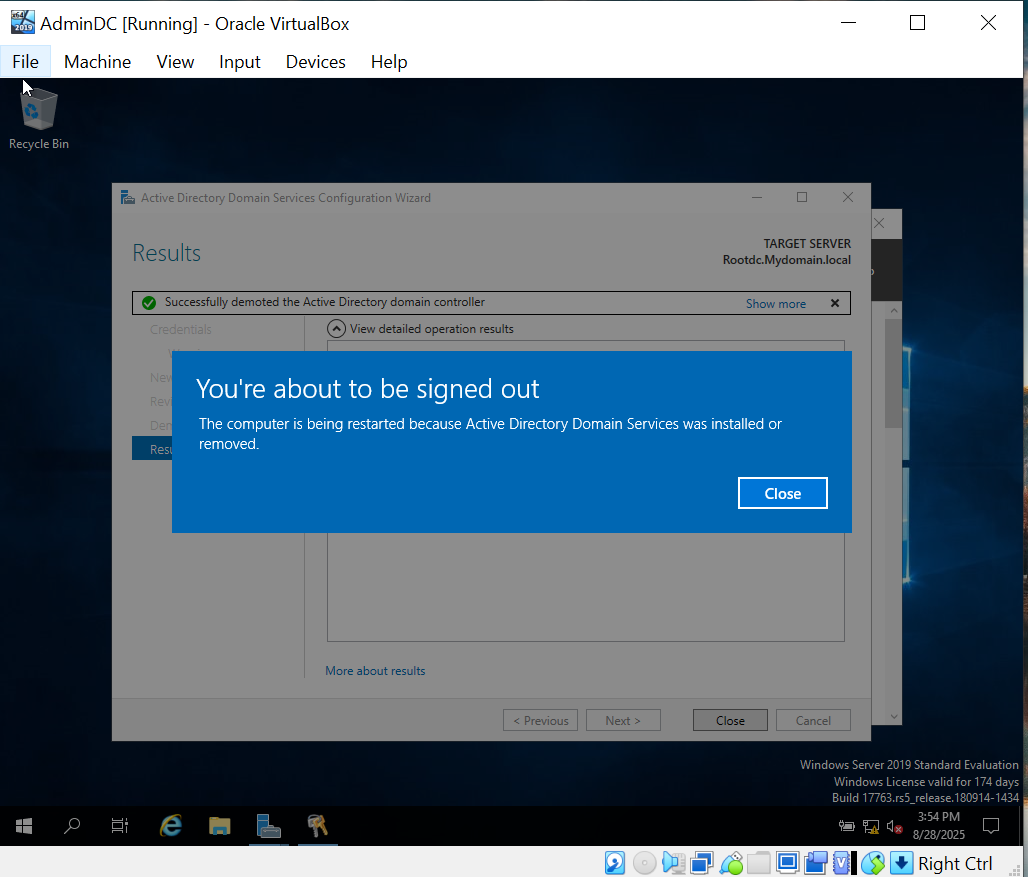 AdminDC [Running] - Oracle VirtualBox
File Machine View Input Devices Help
Recycle Bin
Active Directory Domain Services Configuration Wizard
Results
TARGET SERVER
Rootdc.Mydomain.local
Successfully demoted the Active Directory domain controller
Show more
Credentials
View detailed operation results
You're about to be signed out
The computer is being restarted because Active Directory Domain Services was installed or
removed.
Close
More about results
< Previous Next > Close Cancel
Windows Server 2019 Standard Evaluation
Windows License valid for 174 days
Build 17763.rs5_release.180914-1434
3:54 PM
8/28/2025
Right Ctrl